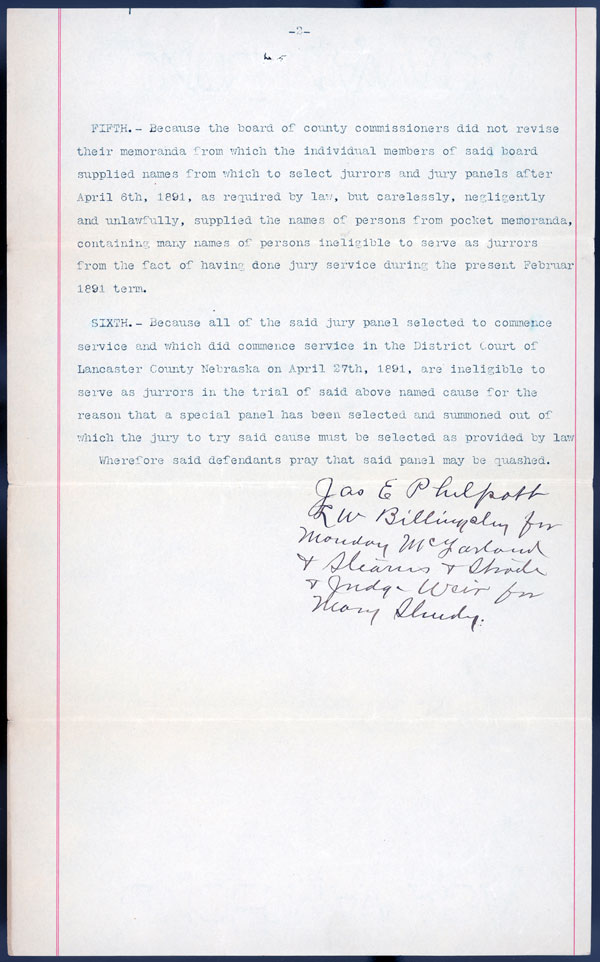 -2-
FIFTH.- Because the board of county commissioners did not revise
their memoranda from which the individual members of said board
supplied names from which to select jurrors and jury panels after
April 6th, 1891, as required by law, but carelessly, negligently
and unlawfully, supplied the names of persons from pocket memoranda,
containing many names of persons ineligible to serve as jurrors
from the fact of having done jury service during the present Februar
1891 term.
SIXTH.- Because all of the said jury panel selected to commence
service and which did commence service in the District Court of
Lancaster County Nebraska on April 27th, 1891, are ineligible to
serve as jurrors in the trial of said above named cause for the
reason that a special panel has been selected and summoned out of
which the jury to try said cause must be selected as provided by law
Wherefore said defendants pray that said panel may be quashed.
Jas E Philpott
L W Billingsley for
Monday McFarland
& Stearns & Strode
& Judge Weir for
Mary Sheedy.